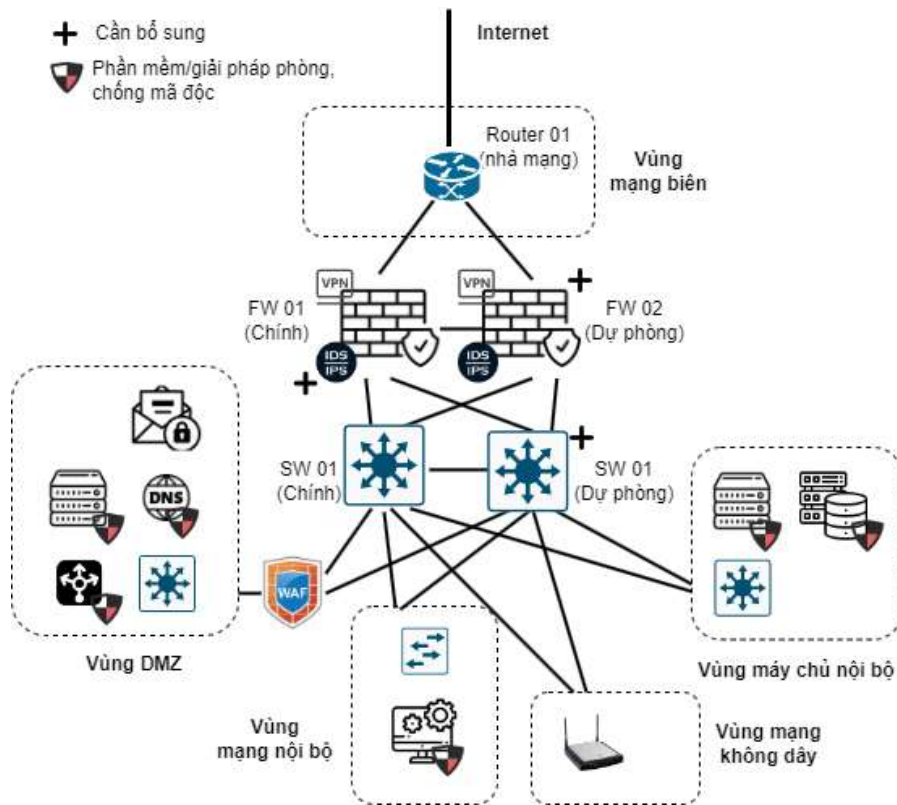 Cần bổ sung
Phần mềm/giải pháp phòng,
chống mã độc
Internet
Router 01
(nhà mạng)
Vùng
mạng biên
VPN
VPN
FW 01
(Chính)
FW 02
(Dự phòng)
IDS
IPS
IDS
IPS
DNS
SW 01
(Chính)
SW 01
(Dự phòng)
WAF
Vùng DMZ
Vùng máy chủ nội bộ
Vùng
mạng nội bộ
Vùng mạng
không dây